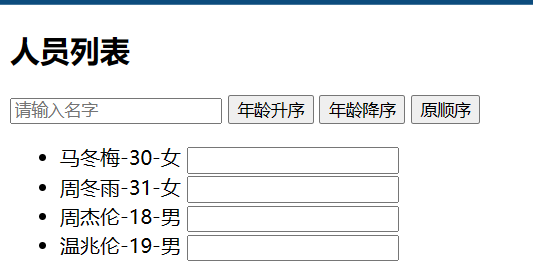 人员列表
请输入名字 年龄升序 年龄降序 原顺序
马冬梅-30-女
周冬雨-31-女
周杰伦-18-男
温兆伦-19-男